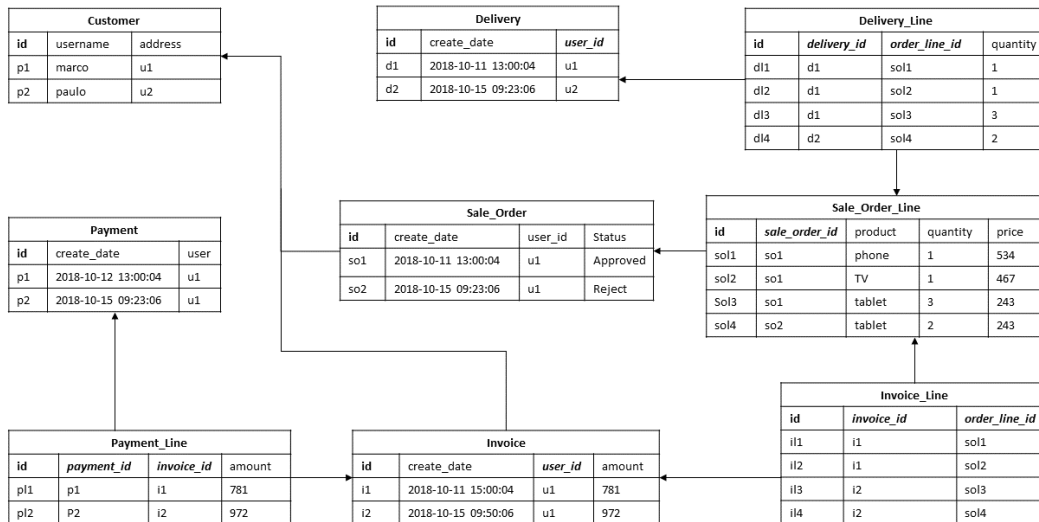 Customer
id username address
p1 marco u1
p2 paulo u2
Delivery
id create_date user_id
d1 2018-10-11 13:00:04 u1
d2 2018-10-15 09:23:06 u2
Delivery_Line
id delivery_id order_line_id quantity
dl1 d1 sol1 1
dl2 d1 sol2 1
dl3 d1 sol3 3
dl4 d2 sol4 2
Payment
id create_date user
p1 2018-10-12 13:00:04 u1
p2 2018-10-15 09:23:06 u1
Sale_Order
id create_date user_id Status
so1 2018-10-11 13:00:04 u1 Approved
so2 2018-10-15 09:23:06 u1 Reject
Sale_Order_Line
id sale_order_id product quantity price
sol1 so1 phone 1 534
sol2 so1 TV 1 467
Sol3 so1 tablet 3 243
sol4 so2 tablet 2 243
Payment_Line
id payment_id invoice_id amount
pl1 p1 i1 781
pl2 P2 i2 972
Invoice
id create_date user_id amount
i1 2018-10-11 15:00:04 u1 781
i2 2018-10-15 09:50:06 u1 972
Invoice_Line
id invoice_id order_line_id
il1 i1 sol1
il2 i1 sol2
il3 i2 sol3
il4 i2 sol4